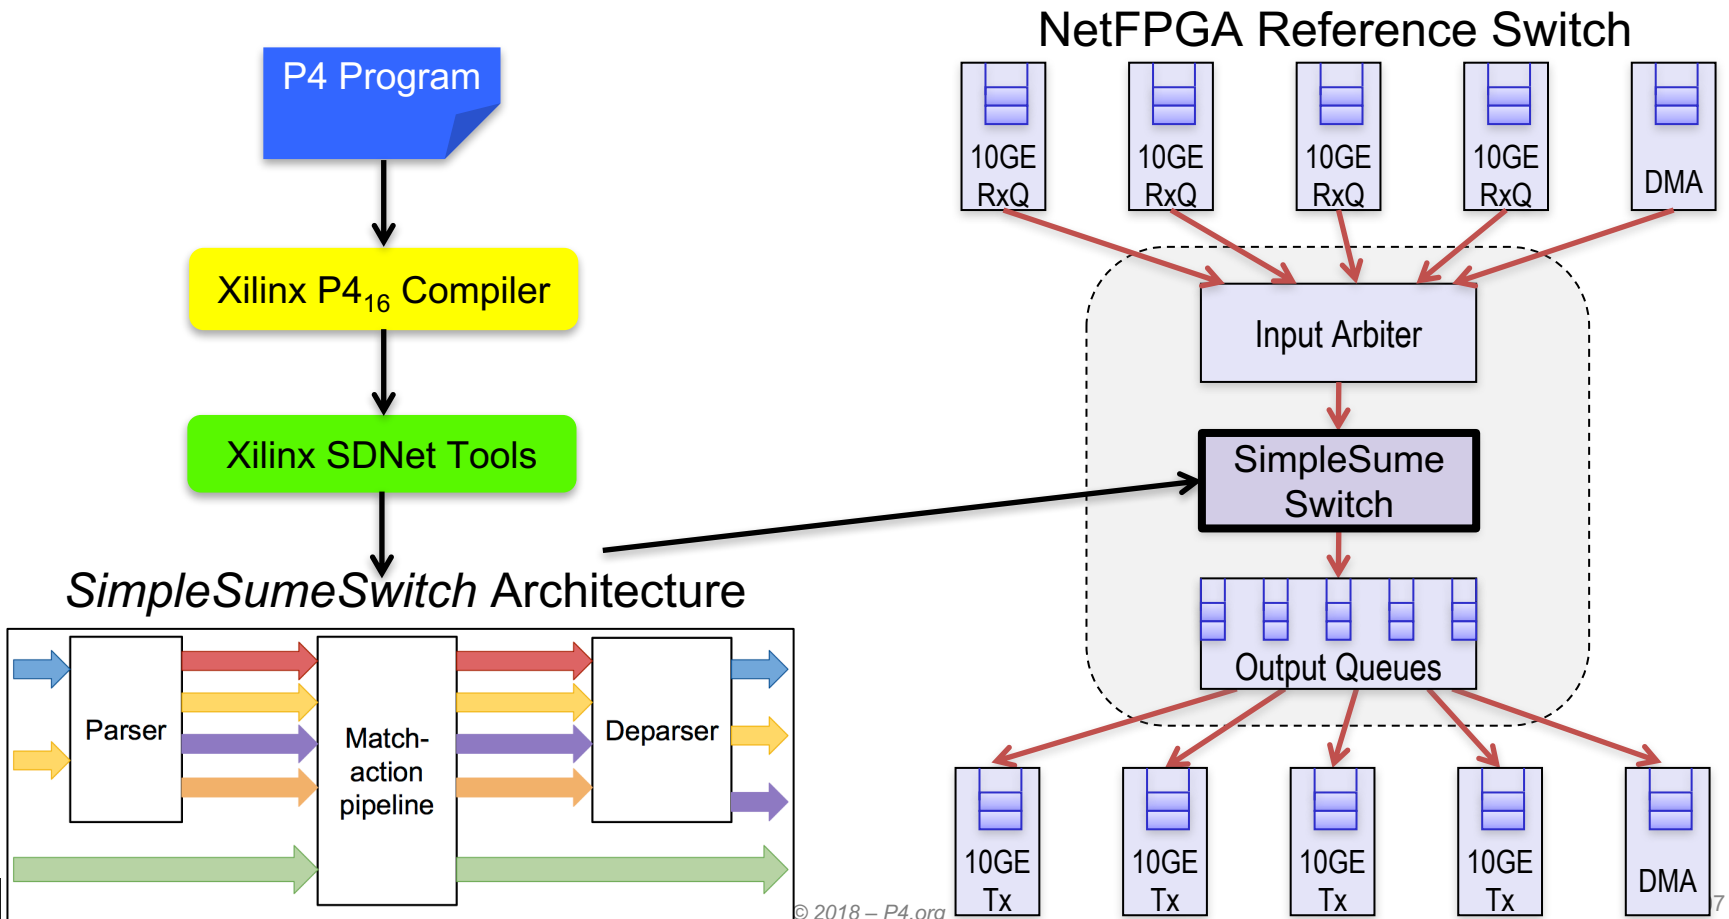 NetFPGA Reference Switch
P4 Program
Xilinx P4₁₆ Compiler
Xilinx SDNet Tools
SimpleSumeSwitch Architecture
Parser
Match-
action
pipeline
Deparser
10GE
RxQ
10GE
RxQ
10GE
RxQ
10GE
RxQ
DMA
Input Arbiter
SimpleSume
Switch
Output Queues
10GE
Tx
10GE
Tx
10GE
Tx
10GE
Tx
DMA
© 2018 – P4.org
7